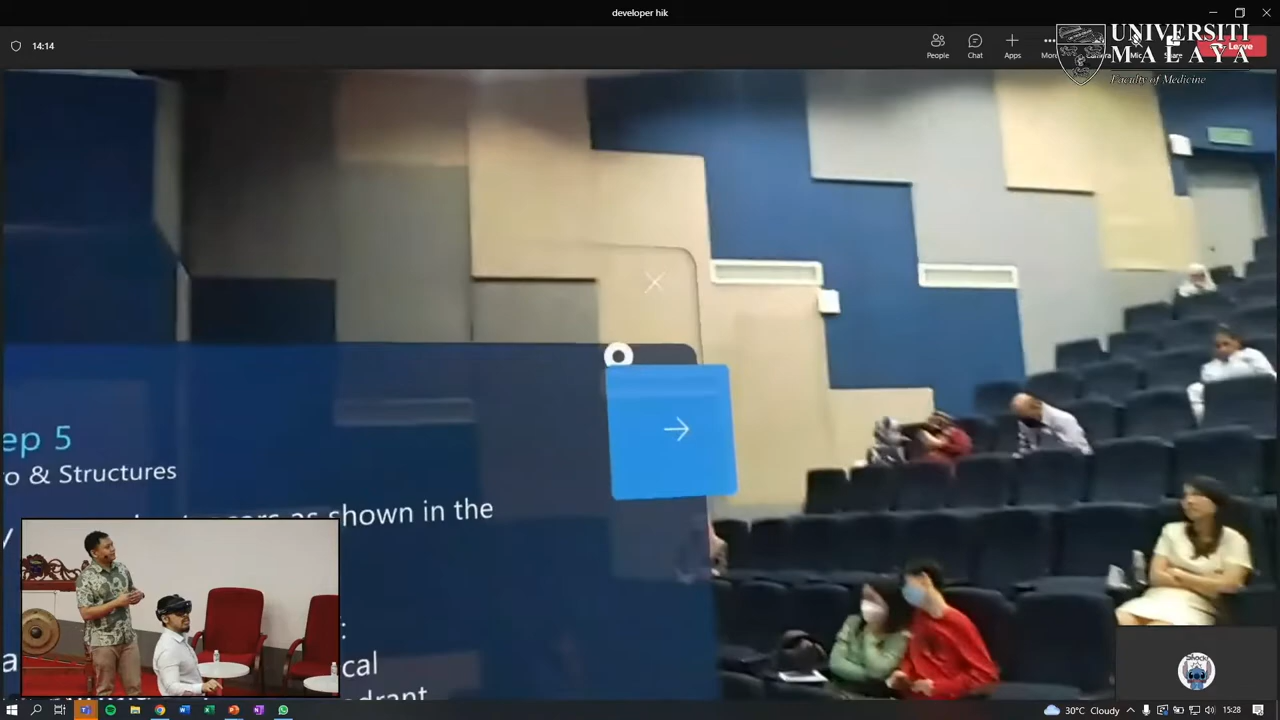 developer hik
14:14
People
Chat
Apps
UNIVERSITI
MALAYA
Faculty of Medicine
Leave
ep 5
o & Structures
as shown in the
cal
30°C Cloudy
15:28